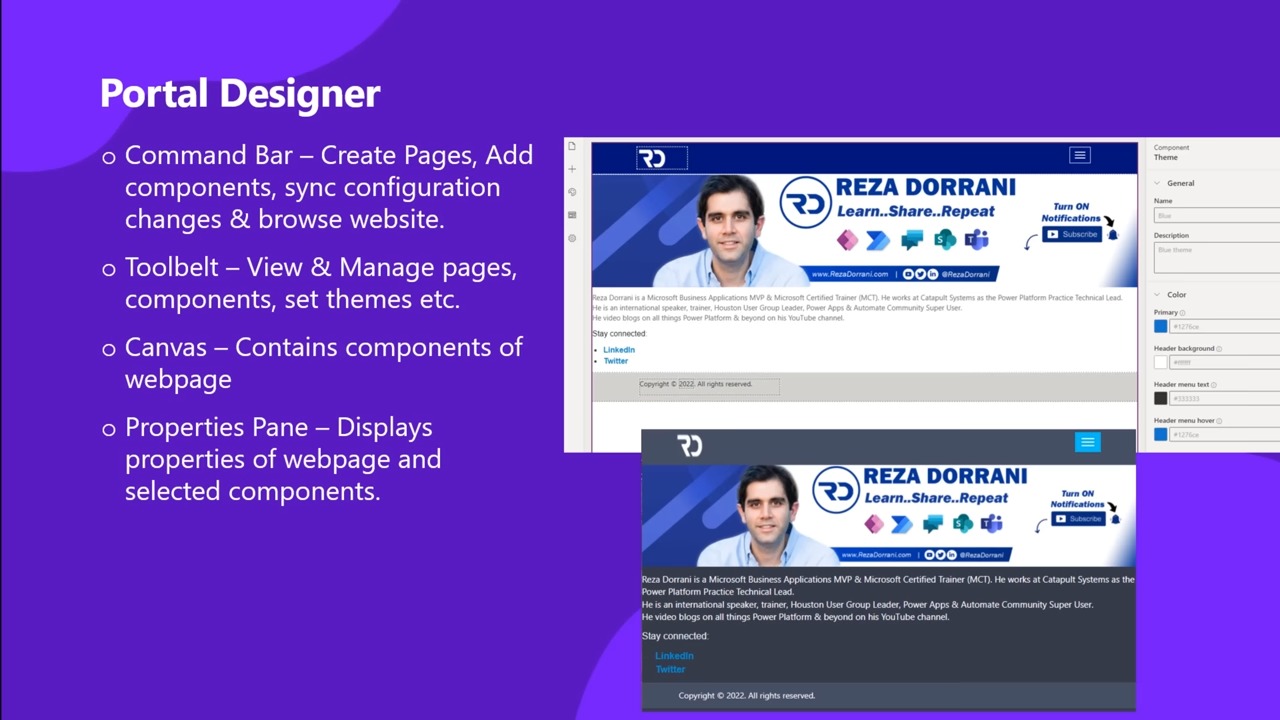 Portal Designer
o Command Bar – Create Pages, Add
components, sync configuration
changes & browse website.
o Toolbelt – View & Manage pages,
components, set themes etc.
o Canvas – Contains components of
webpage
o Properties Pane – Displays
properties of webpage and
selected components.
RD
RD
REZA DORRANI
Learn..Share..Repeat
Turn ON
Notifications
Subscribe
www.RezaDorrani.com | @RezaDorrani
Reza Dorrani is a Microsoft Business Applications MVP & Microsoft Certified Trainer (MCT). He works at Catapult Systems as the Power Platform Practice Technical Lead.
He is an international speaker, trainer, Houston User Group Leader, Power Apps & Automate Community Super User.
He video blogs on all things Power Platform & beyond on his YouTube channel.
Stay connected:
• LinkedIn
• Twitter
Copyright © 2022. All rights reserved.
Component
Theme
General
Name
Blue
Description
Blue theme
Color
Primary
#1276ce
Header background
#ffffff
Header menu text
#333333
Header menu hover
#1276ce
RD
RD
REZA DORRANI
Learn..Share..Repeat
Turn ON
Notifications
Subscribe
www.RezaDorrani.com | @RezaDorrani
Reza Dorrani is a Microsoft Business Applications MVP & Microsoft Certified Trainer (MCT). He works at Catapult Systems as the
Power Platform Practice Technical Lead.
He is an international speaker, trainer, Houston User Group Leader, Power Apps & Automate Community Super User.
He video blogs on all things Power Platform & beyond on his YouTube channel.
Stay connected:
LinkedIn
Twitter
Copyright © 2022. All rights reserved.